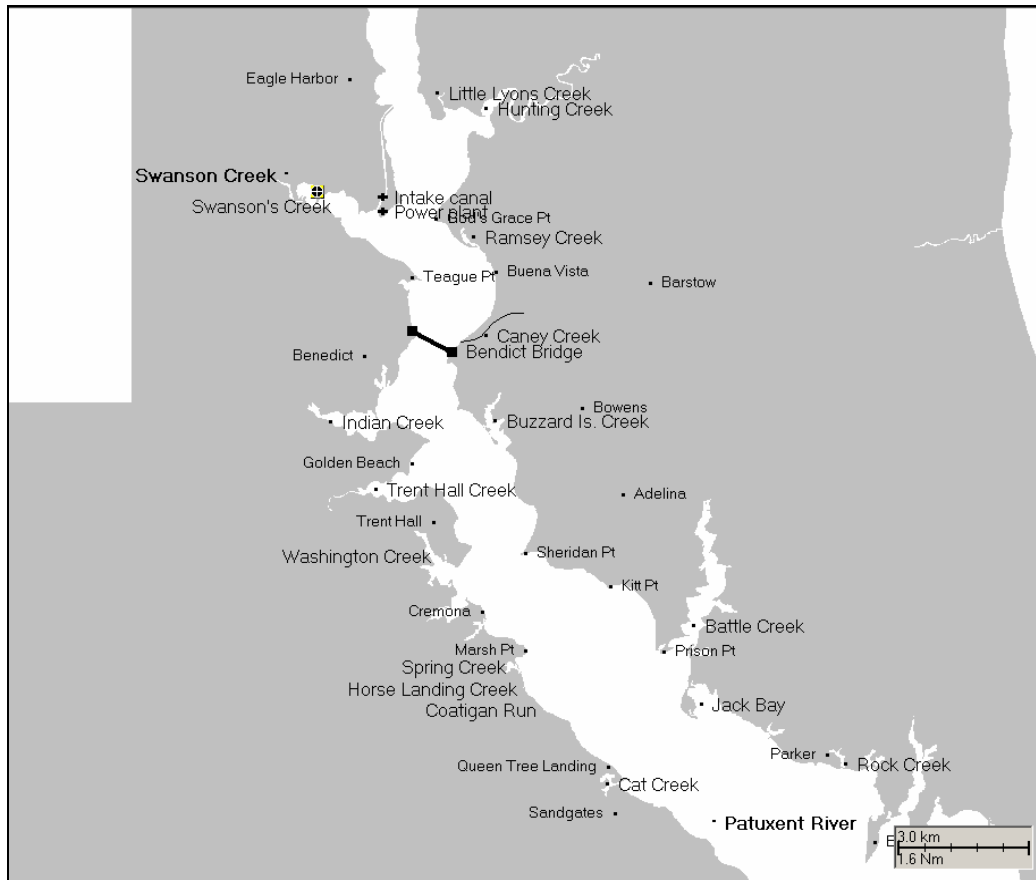 Eagle Harbor
Little Lyons Creek
Hunting Creek
Swanson Creek
Intake canal
Swanson's Creek
Power plant
God's Grace Pt
Ramsey Creek
Teague Pt
Buena Vista
Barstow
Caney Creek
Bendict Bridge
Benedict
Bowens
Indian Creek
Buzzard Is. Creek
Golden Beach
Trent Hall Creek
Adelina
Trent Hall
Washington Creek
Sheridan Pt
Kitt Pt
Cremona
Battle Creek
Marsh Pt
Prison Pt
Spring Creek
Horse Landing Creek
Jack Bay
Coatigan Run
Parker
Rock Creek
Queen Tree Landing
Cat Creek
Sandgates
Patuxent River
3.0 km
1.6 Nm